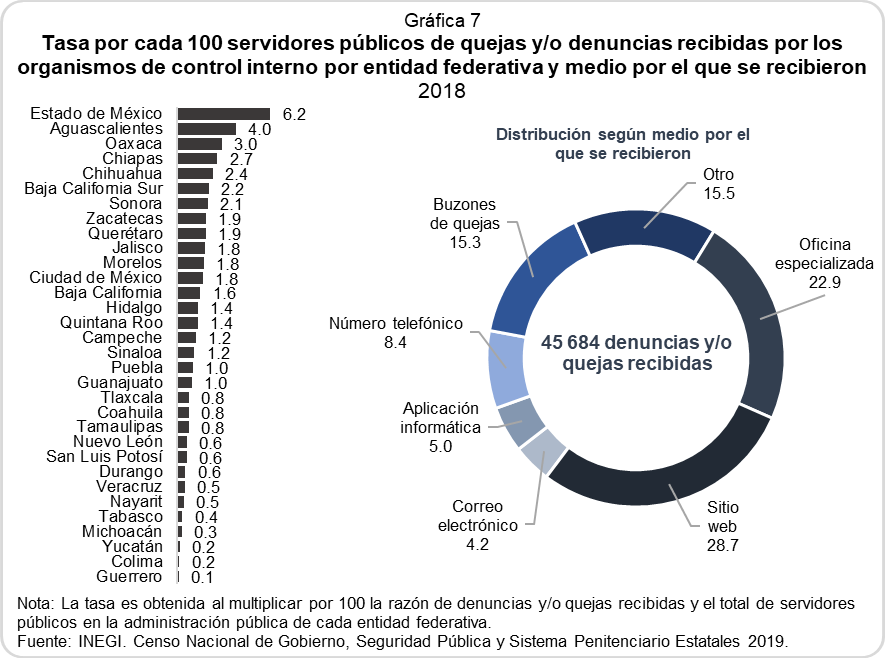 Gráfica 7
Tasa por cada 100 servidores públicos de quejas y/o denuncias recibidas por los
organismos de control interno por entidad federativa y medio por el que se recibieron
2018
Estado de México 6.2
Aguascalientes 4.0
Oaxaca 3.0
Chiapas 2.7
Chihuahua 2.4
Baja California Sur 2.2
Sonora 2.1
Zacatecas 1.9
Querétaro 1.9
Jalisco 1.8
Morelos 1.8
Ciudad de México 1.8
Baja California 1.6
Hidalgo 1.4
Quintana Roo 1.4
Campeche 1.2
Sinaloa 1.2
Puebla 1.0
Guanajuato 1.0
Tlaxcala 0.8
Coahuila 0.8
Tamaulipas 0.8
Nuevo León 0.6
San Luis Potosí 0.6
Durango 0.6
Veracruz 0.5
Nayarit 0.5
Tabasco 0.4
Michoacán 0.3
Yucatán 0.2
Colima 0.2
Guerrero 0.1
Distribución según medio por el
que se recibieron
Otro
15.5
Buzones
de quejas
15.3
Oficina
especializada
22.9
Número telefónico
8.4
45 684 denuncias y/o
quejas recibidas
Aplicación
informática
5.0
Correo
electrónico
4.2
Sitio
web
28.7
Nota: La tasa es obtenida al multiplicar por 100 la razón de denuncias y/o quejas recibidas y el total de servidores
públicos en la administración pública de cada entidad federativa.
Fuente: INEGI. Censo Nacional de Gobierno, Seguridad Pública y Sistema Penitenciario Estatales 2019.